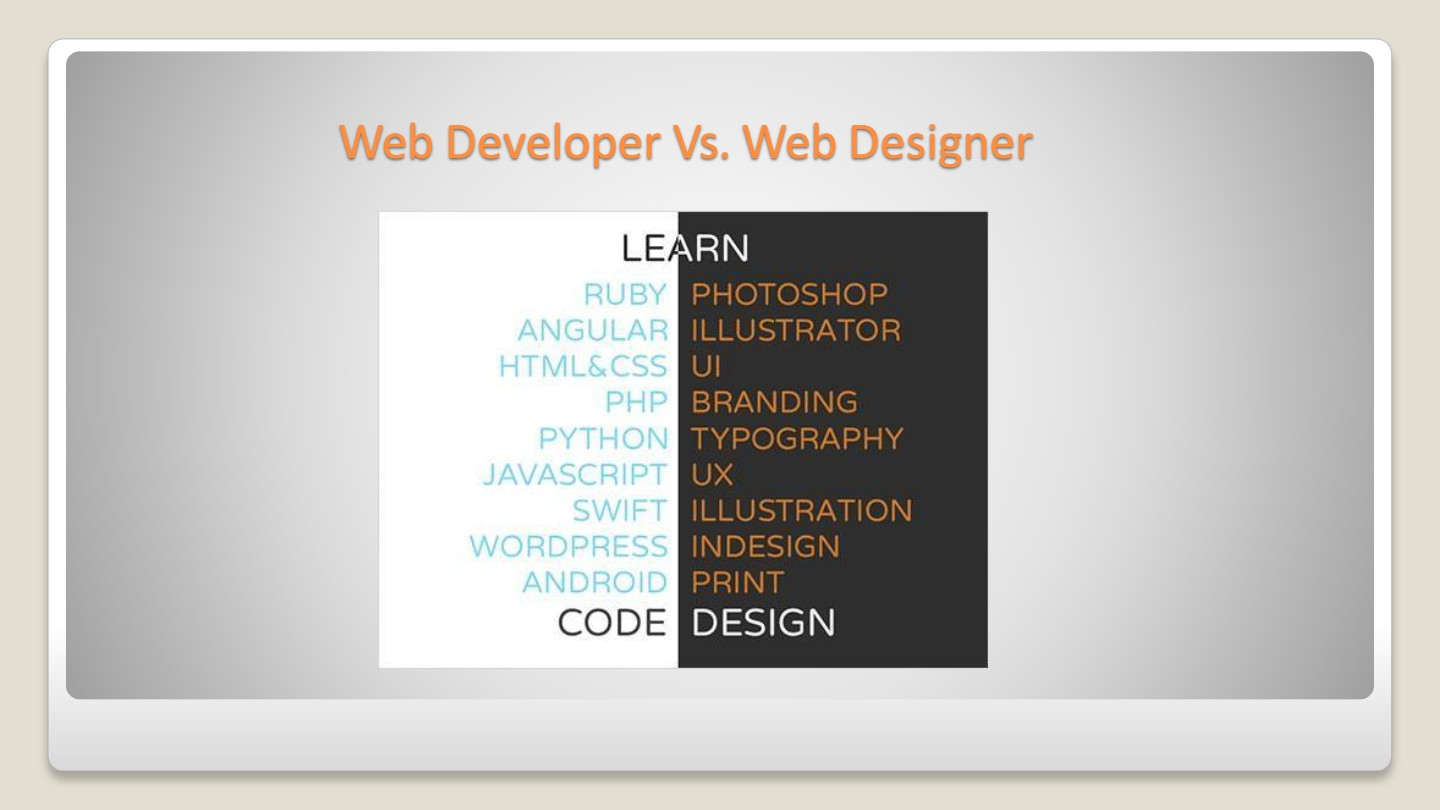 Web Developer Vs. Web Designer
LEARN
RUBY PHOTOSHOP
ANGULAR ILLUSTRATOR
HTML&CSS UI
PHP BRANDING
PYTHON TYPOGRAPHY
JAVASCRIPT UX
SWIFT ILLUSTRATION
WORDPRESS INDESIGN
ANDROID PRINT
CODE DESIGN